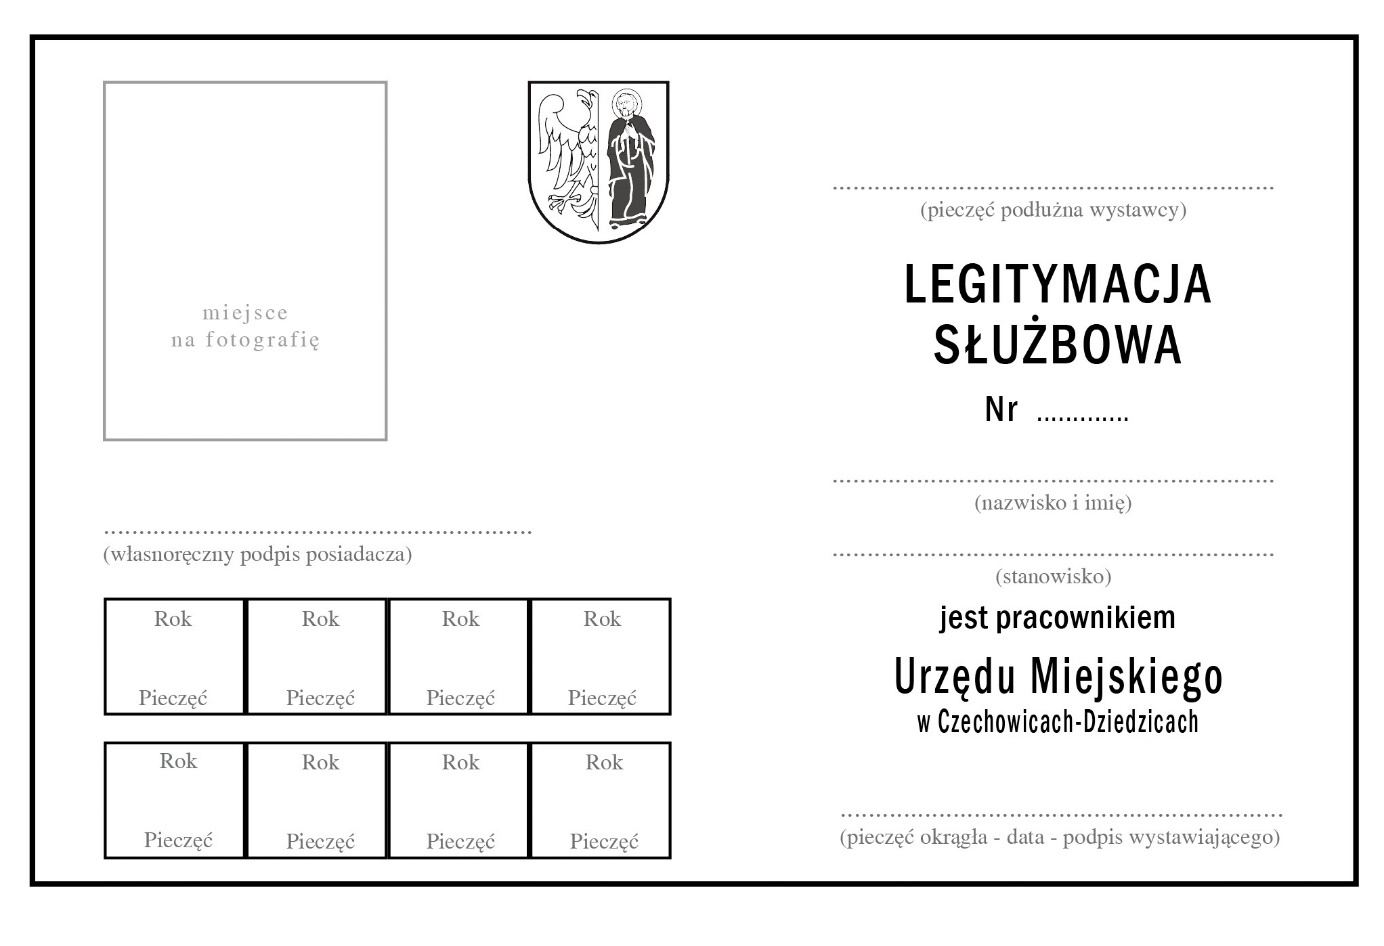 miejsce
na fotografię
............................................................
(własnoręczny podpis posiadacza)
Rok Rok Rok Rok
Pieczęć Pieczęć Pieczęć Pieczęć
Rok Rok Rok Rok
Pieczęć Pieczęć Pieczęć Pieczęć
..............................................................
(pieczęć podłużna wystawcy)
LEGITYMACJA
SŁUŻBOWA
Nr .............
..............................................................
(nazwisko i imię)
..............................................................
(stanowisko)
jest pracownikiem
Urzędu Miejskiego
w Czechowicach-Dziedzicach
..............................................................
(pieczęć okrągła - data - podpis wystawiającego)